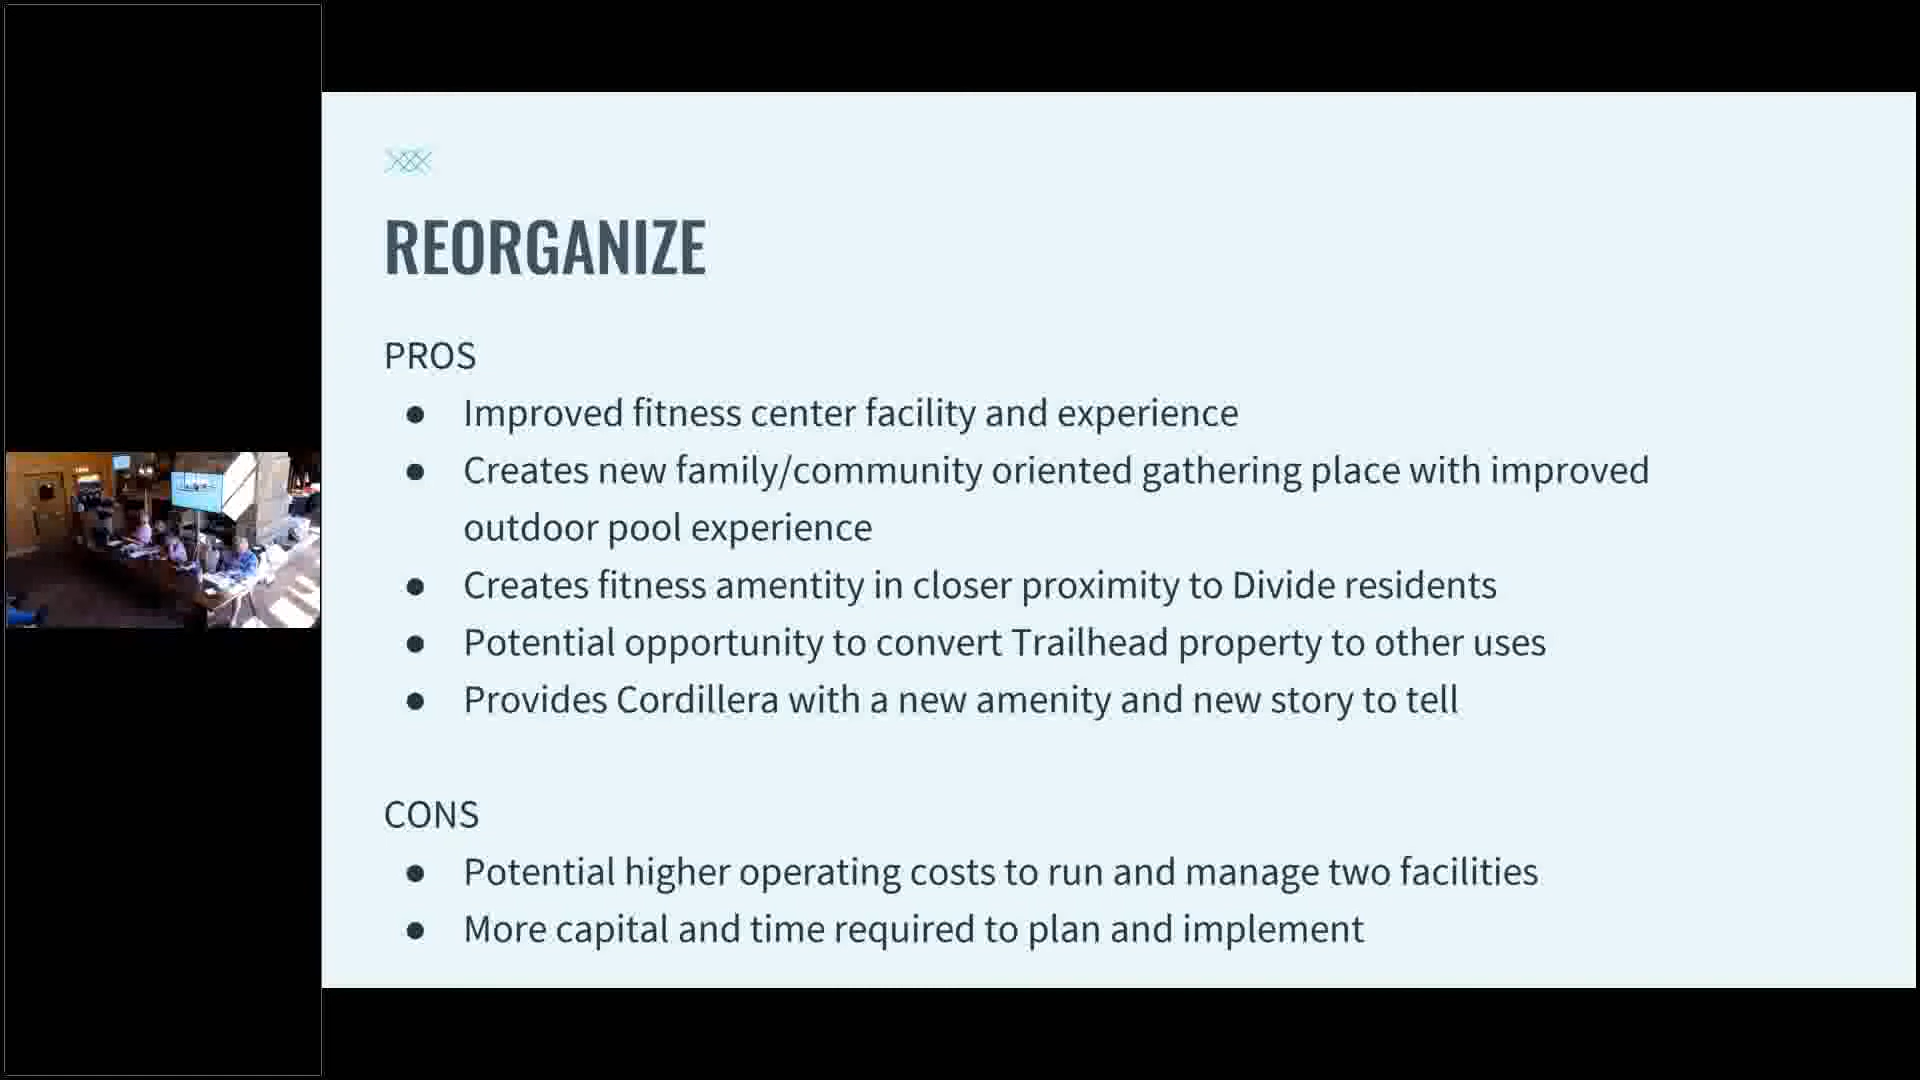 REORGANIZE
PROS
● Improved fitness center facility and experience
● Creates new family/community oriented gathering place with improved
outdoor pool experience
● Creates fitness amentity in closer proximity to Divide residents
● Potential opportunity to convert Trailhead property to other uses
● Provides Cordillera with a new amenity and new story to tell
CONS
● Potential higher operating costs to run and manage two facilities
● More capital and time required to plan and implement